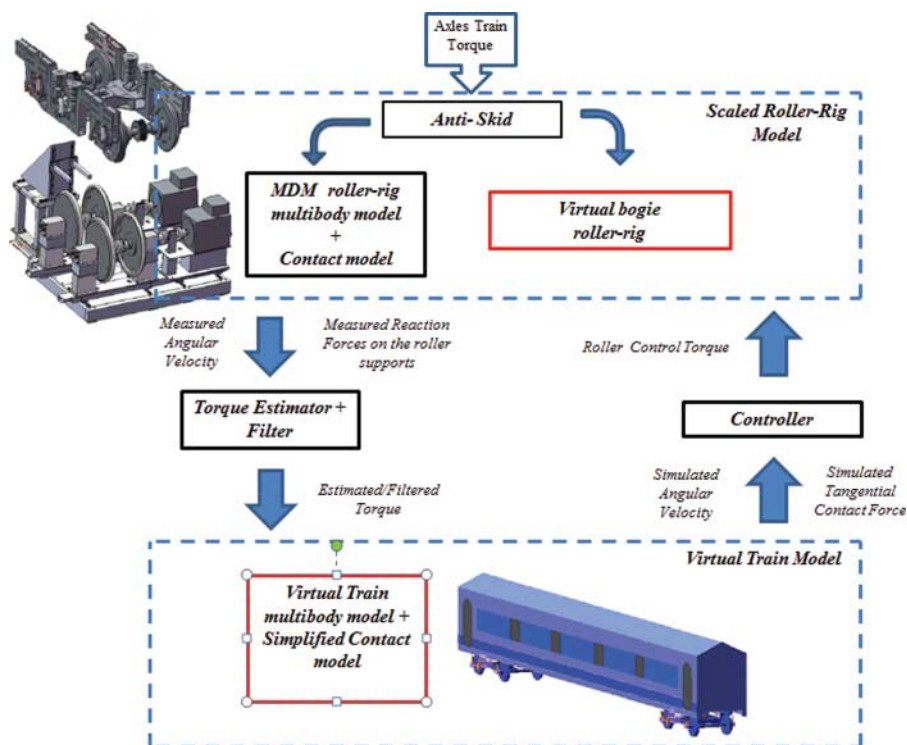 Axles Train
Torque
Anti- Skid
Scaled Roller-Rig
Model
MDM roller-rig
multibody model
+
Contact model
Virtual bogie
roller-rig
Measured
Angular
Velocity
Measured Reaction
Forces on the roller
supports
Roller Control Torque
Torque Estimator +
Filter
Controller
Estimated/Filtered
Torque
Simulated
Angular
Velocity
Simulated
Tangential
Contact Force
Virtual Train Model
Virtual Train
multibody model +
Simplified Contact
model